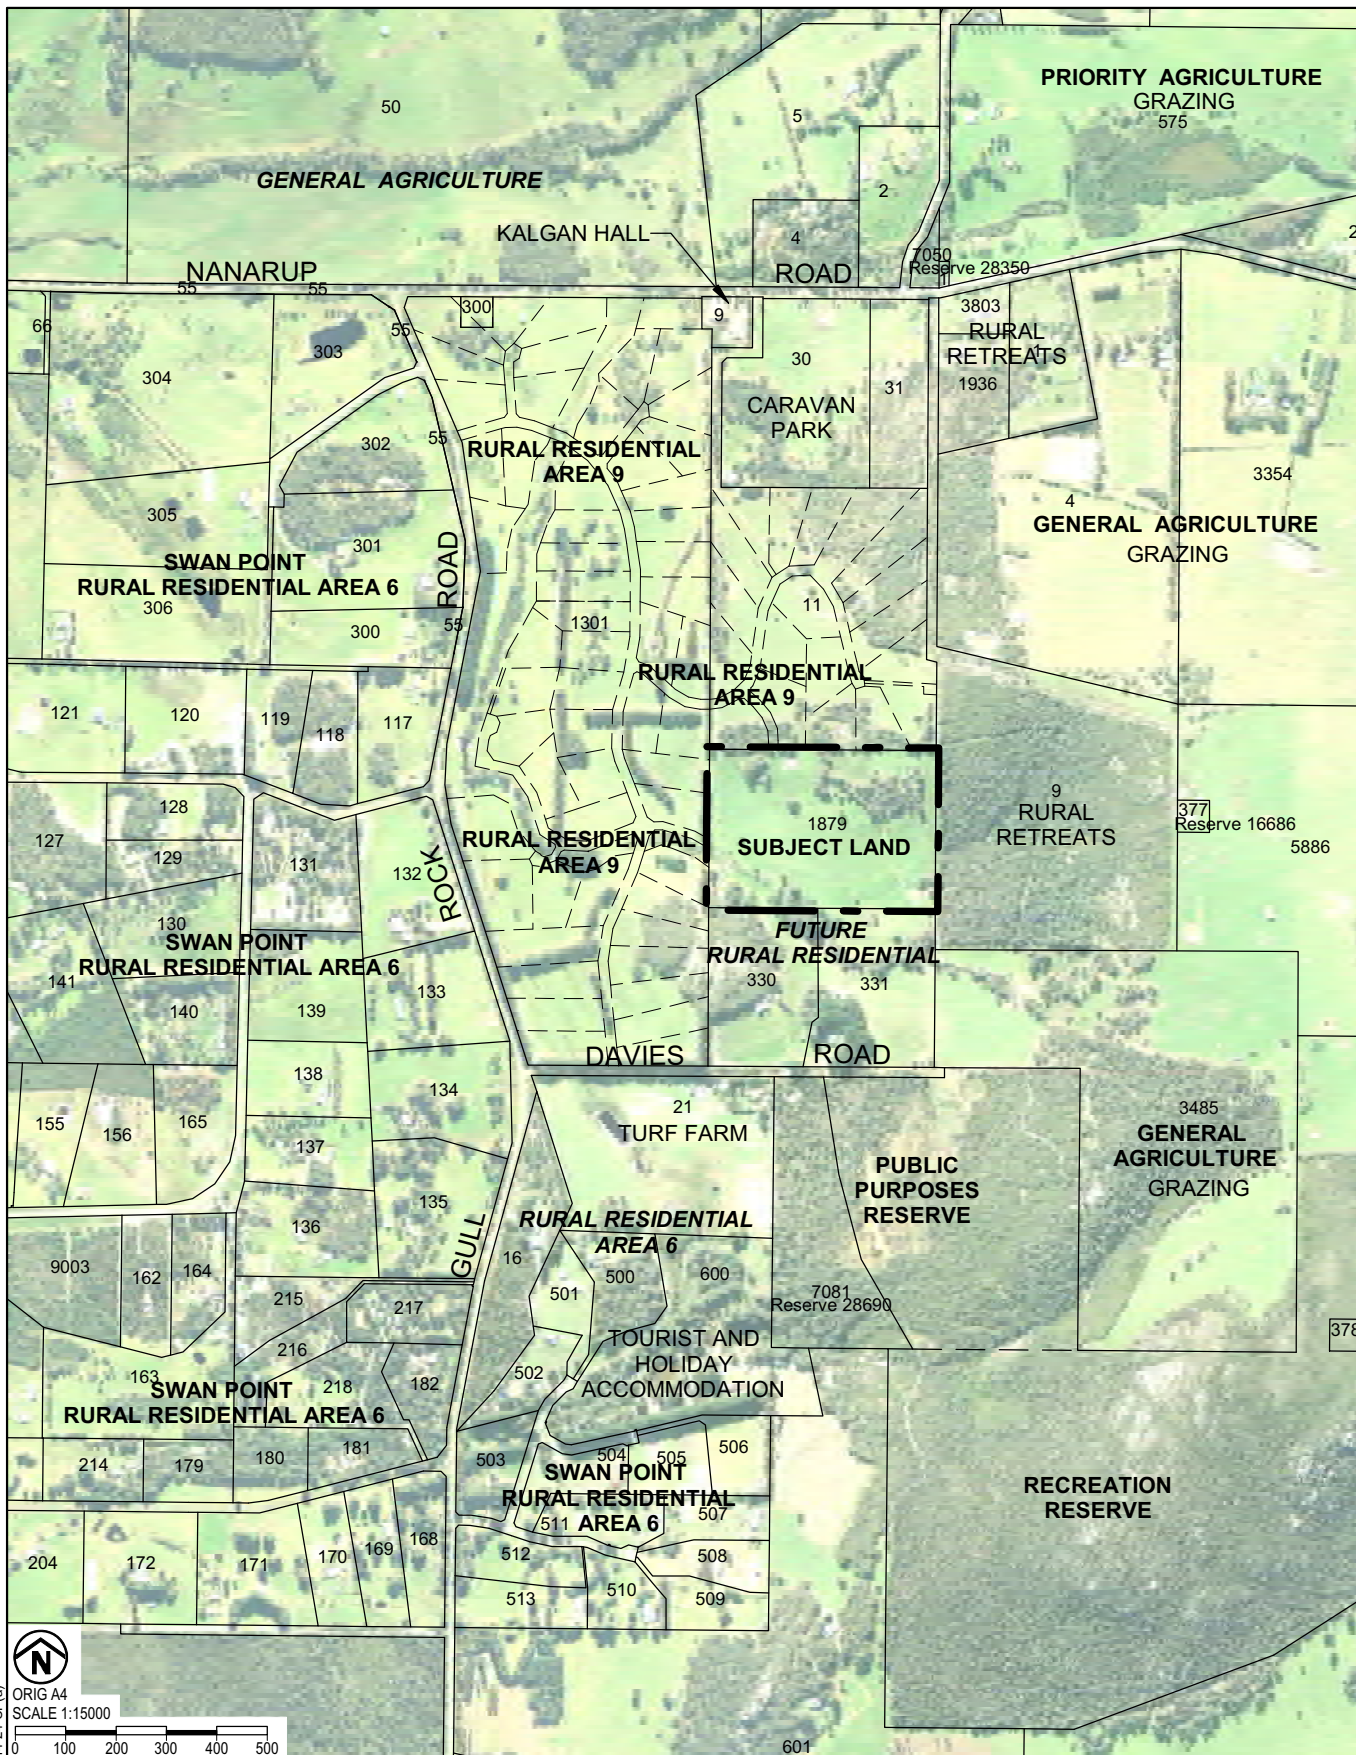 PRIORITY AGRICULTURE
GRAZING
575
50
5
2
GENERAL AGRICULTURE
4
KALGAN HALL
7050
Reserve 28350
2
NANARUP
ROAD
55
55
300
9
3803
RURAL
RETREATS
1
1936
66
303
55
304
30
31
CARAVAN
PARK
302
55
RURAL RESIDENTIAL
AREA 9
3354
4
GENERAL AGRICULTURE
GRAZING
305
301
ROAD
SWAN POINT
RURAL RESIDENTIAL AREA 6
306
300
55
1301
11
RURAL RESIDENTIAL
AREA 9
121
120
119
118
117
9
RURAL
RETREATS
377
Reserve 16686
5886
1879
SUBJECT LAND
128
127
129
131
132
ROCK
RURAL RESIDENTIAL
AREA 9
130
SWAN POINT
RURAL RESIDENTIAL AREA 6
141
140
139
133
FUTURE
RURAL RESIDENTIAL
330
331
DAVIES
ROAD
138
134
155
156
165
137
21
TURF FARM
3485
GENERAL
AGRICULTURE
GRAZING
PUBLIC
PURPOSES
RESERVE
135
136
GULL
RURAL RESIDENTIAL
AREA 6
16
9003
162
164
500
600
501
215
217
7081
Reserve 28690
378
216
TOURIST AND
HOLIDAY
ACCOMMODATION
502
163
218
182
SWAN POINT
RURAL RESIDENTIAL AREA 6
214
179
180
181
503
504
505
506
SWAN POINT
RURAL RESIDENTIAL
AREA 6
511
507
RECREATION
RESERVE
204
172
171
170
169
168
512
508
513
510
509
N
ORIG A4
SCALE 1:15000
0 100 200 300 400 500
601